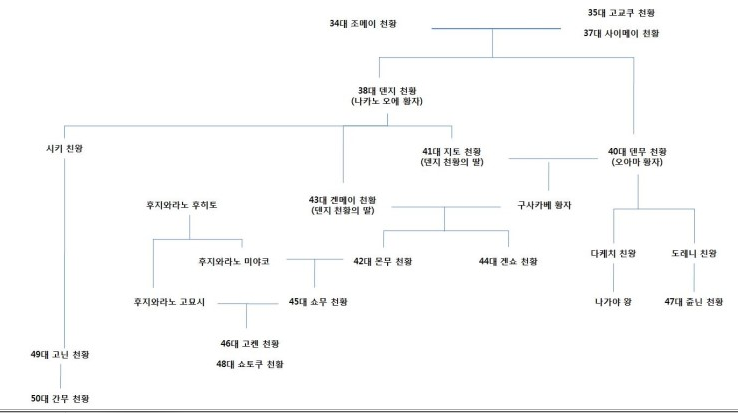 34대 조메이 천황
35대 고교쿠 천황
37대 사이메이 천황
38대 덴지 천황
(나카노 오에 황자)
시키 친왕
41대 지토 천황
(덴지 천황의 딸)
40대 덴무 천황
(오아마 황자)
43대 겐메이 천황
(덴지 천황의 딸)
구사카베 황자
후지와라노 후히토
후지와라노 미야코
42대 몬무 천황
44대 겐쇼 천황
다케치 친왕
도레니 친왕
후지와라노 고묘시
45대 쇼무 천황
나가야 왕
47대 쥰닌 천황
46대 고켄 천황
48대 쇼토쿠 천황
49대 고닌 천황
50대 간무 천황